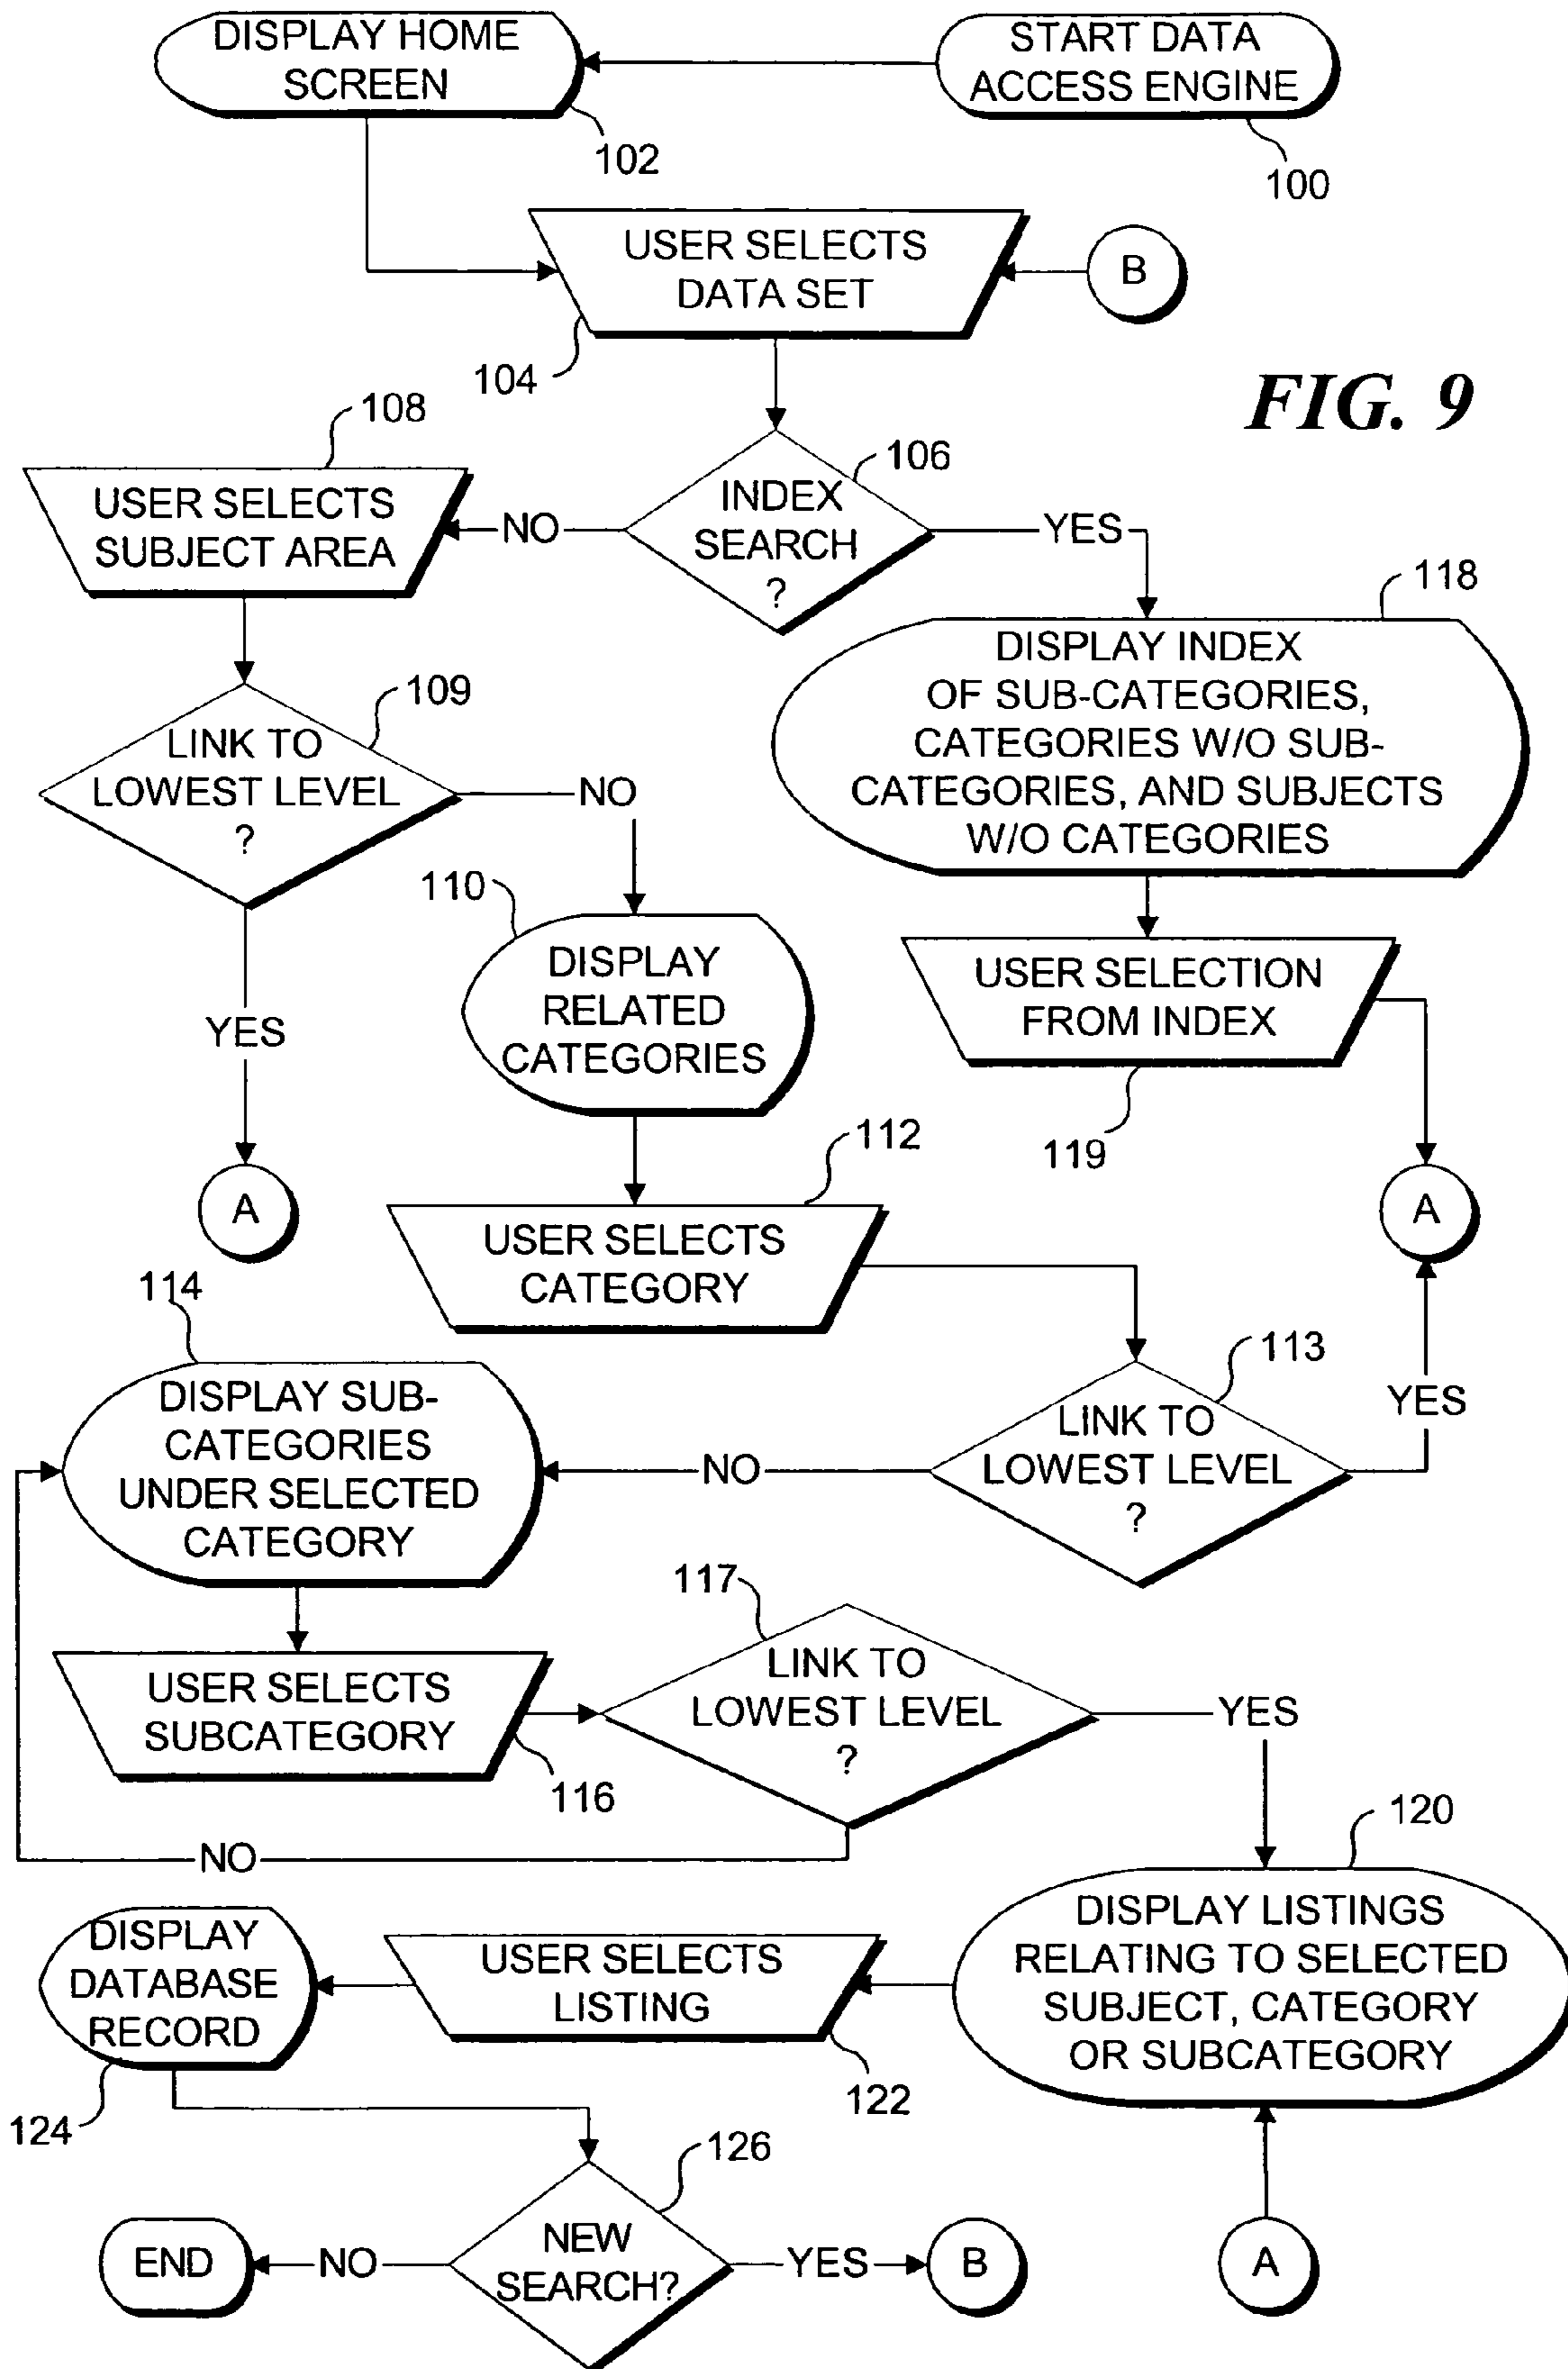 DISPLAY HOME
SCREEN
102
START DATA
ACCESS ENGINE
100
USER SELECTS
DATA SET
104
B
FIG. 9
108
USER SELECTS
SUBJECT AREA
NO
106
INDEX
SEARCH
?
YES
118
DISPLAY INDEX
OF SUB-CATEGORIES,
CATEGORIES W/O SUB-
CATEGORIES, AND SUBJECTS
W/O CATEGORIES
109
LINK TO
LOWEST LEVEL
?
NO
YES
A
110
DISPLAY
RELATED
CATEGORIES
USER SELECTION
FROM INDEX
119
A
112
USER SELECTS
CATEGORY
113
LINK TO
LOWEST LEVEL
?
YES
NO
114
DISPLAY SUB-
CATEGORIES
UNDER SELECTED
CATEGORY
USER SELECTS
SUBCATEGORY
116
117
LINK TO
LOWEST LEVEL
?
YES
NO
120
DISPLAY LISTINGS
RELATING TO SELECTED
SUBJECT, CATEGORY
OR SUBCATEGORY
A
USER SELECTS
LISTING
122
DISPLAY
DATABASE
RECORD
124
126
NEW
SEARCH?
NO
END
YES
B